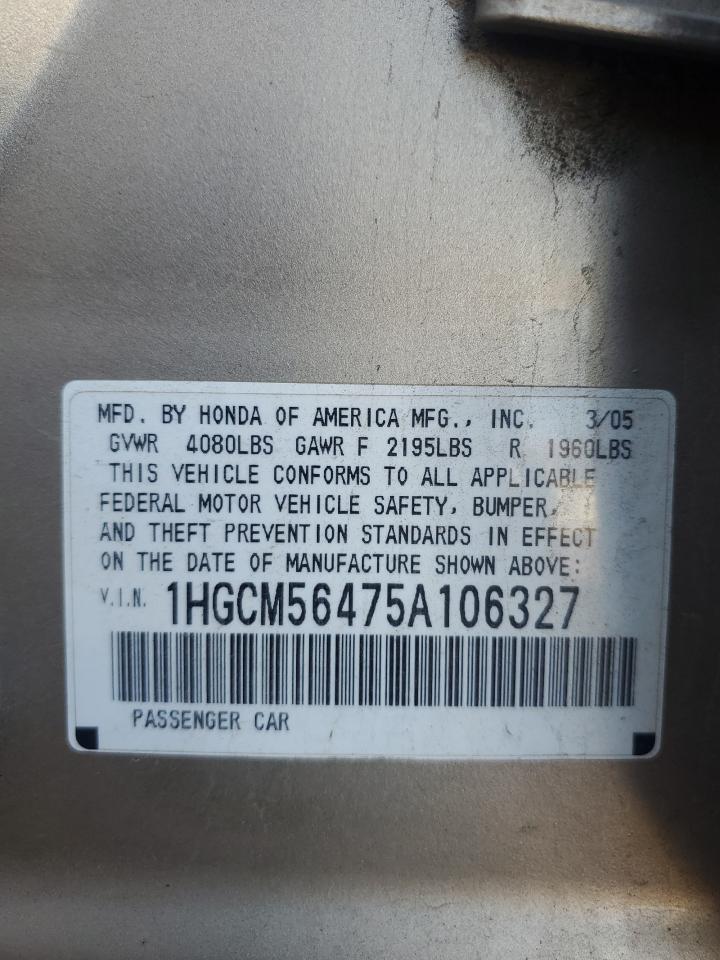 MFD. BY HONDA OF AMERICA MFG., INC. 3/05
GVWR 4080LBS GAWR F 2195LBS R 1960LBS
THIS VEHICLE CONFORMS TO ALL APPLICABLE
FEDERAL MOTOR VEHICLE SAFETY, BUMPER,
AND THEFT PREVENTION STANDARDS IN EFFECT
ON THE DATE OF MANUFACTURE SHOWN ABOVE:
V.I.N. 1HGCM56475A106327
PASSENGER CAR